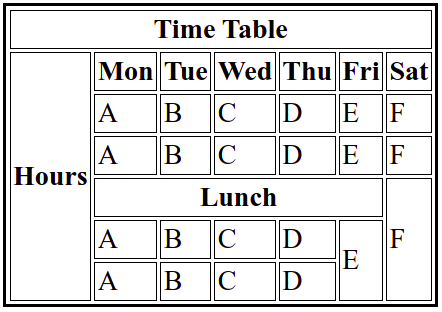 Time Table
Hours Mon Tue Wed Thu Fri Sat
A B C D E F
A B C D E F
Lunch F
A B C D E
A B C D